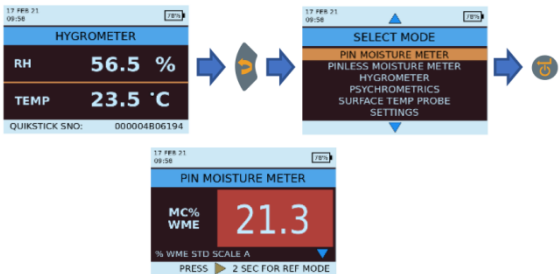 17 FEB 21
09:56
78%
HYGROMETER
RH 56.5 %
TEMP 23.5 °C
QUIKSTICK SNO: 000004B06194
17 FEB 21
09:56
78%
SELECT MODE
PIN MOISTURE METER
PINLESS MOISTURE METER
HYGROMETER
PSYCHROMETRICS
SURFACE TEMP PROBE
SETTINGS
17 FEB 21
09:56
78%
PIN MOISTURE METER
MC% 21.3
WME
% WME STD SCALE A
PRESS 2 SEC FOR REF MODE